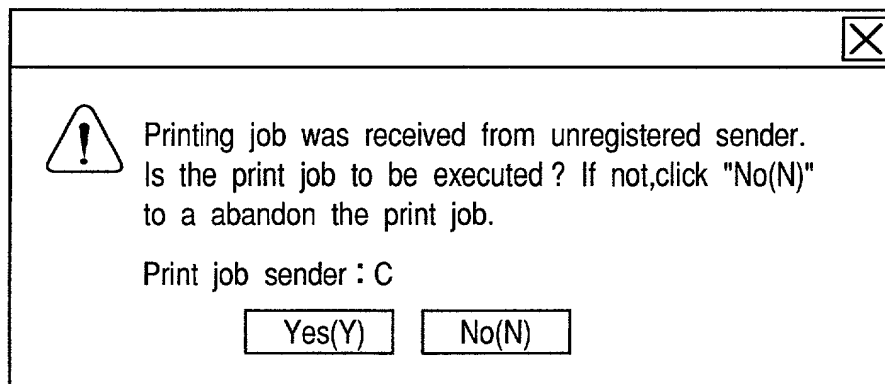 Printing job was received from unregistered sender.
Is the print job to be executed? If not,click "No(N)"
to a abandon the print job.
Print job sender : C
Yes(Y) No(N)